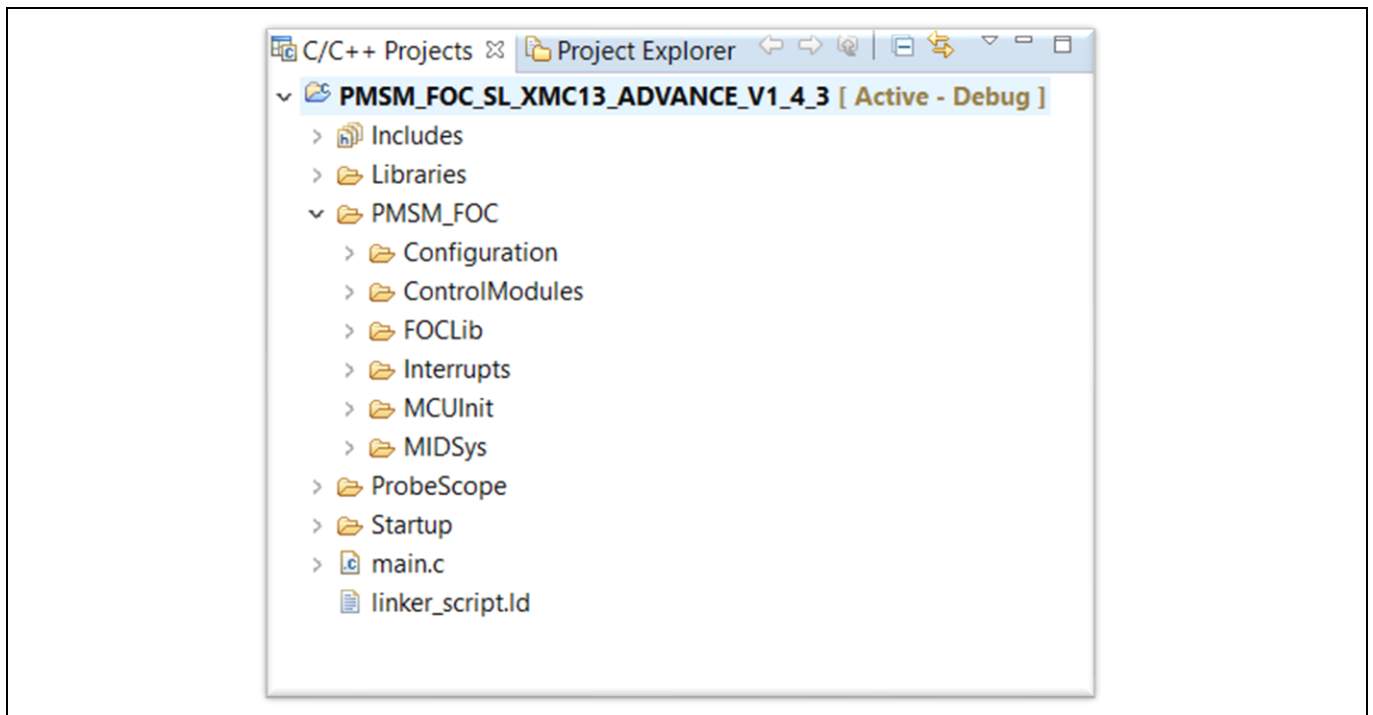 C/C++ Projects Project Explorer
PMSM_FOC_SL_XMC13_ADVANCE_V1_4_3 [ Active - Debug ]
Includes
Libraries
PMSM_FOC
Configuration
ControlModules
FOCLib
Interrupts
MCUInit
MIDSys
ProbeScope
Startup
main.c
linker_script.ld